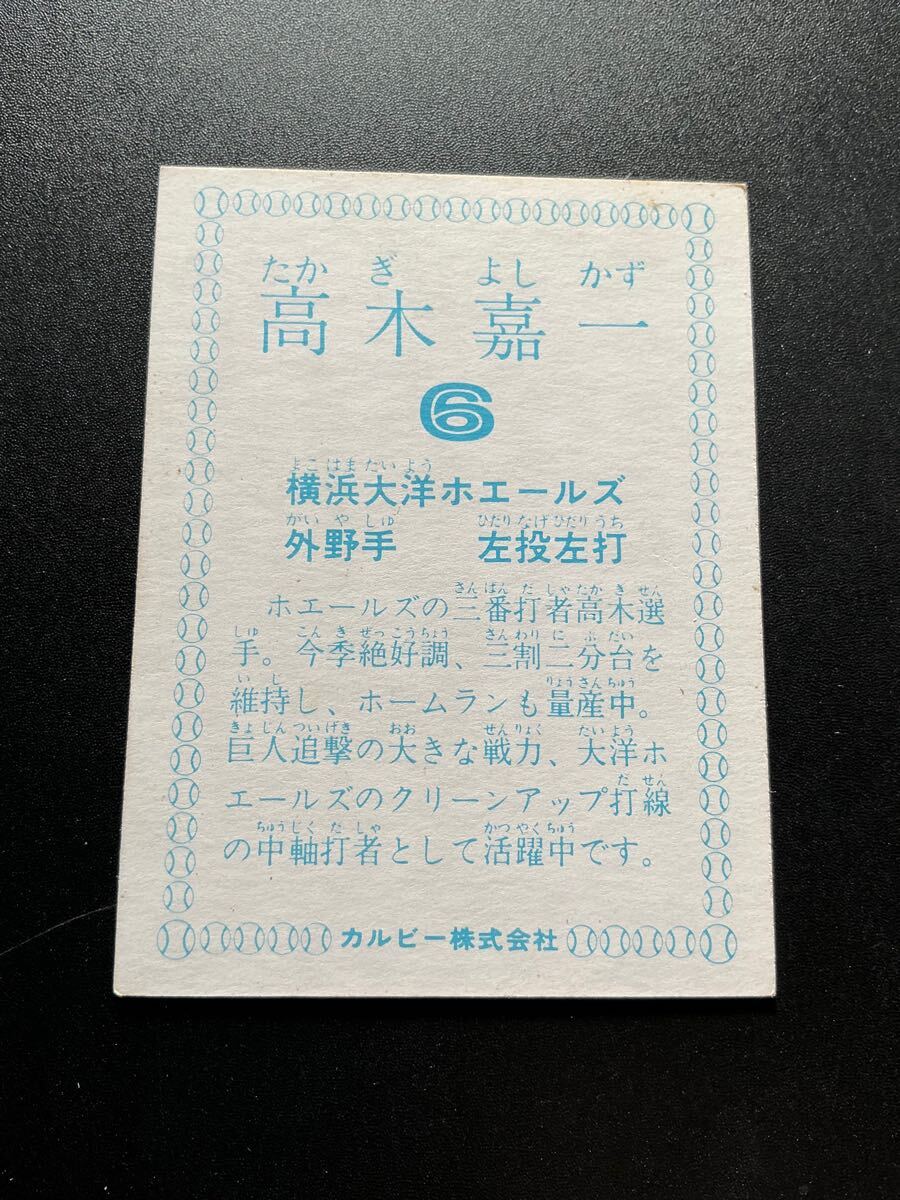 たか ぎ よし かず
高木嘉一
6
よこ はま たい よう
横浜大洋ホエールズ
かい や しゅ ひだり なげ ひだり うち
外野手 左投左打
さん ばん だ しゃ たか き せん
ホエールズの三番打者高木選
しゅ こん き ぜっ こう ちょう さん わり に ぶ だい
手。今季絶好調、三割二分台を
い じ りょう さん ちゅう
維持し、ホームランも量産中。
きょ じん つい げき おお せん りょく たい よう
巨人追撃の大きな戦力、大洋ホ
だ せん
エールズのクリーンアップ打線
ちゅう じく だ しゃ かつ やく ちゅう
の中軸打者として活躍中です。
カルビー株式会社